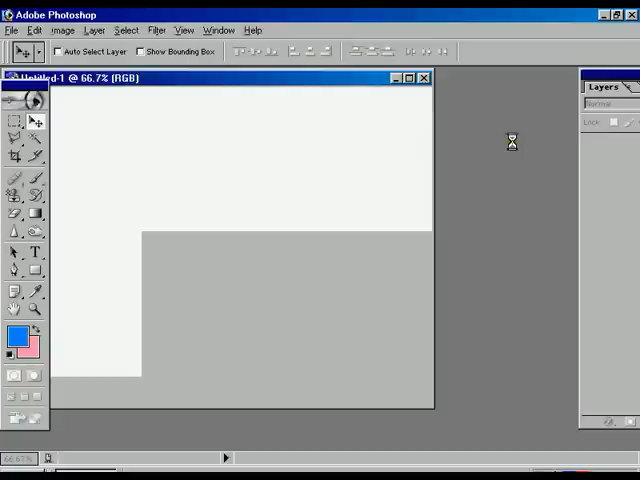 Adobe Photoshop
File Edit Image Layer Select Filter View Window Help
Auto Select Layer Show Bounding Box
Untitled-1 @ 66.7% (RGB)
Layers
Normal
Lock:
T
66.67%